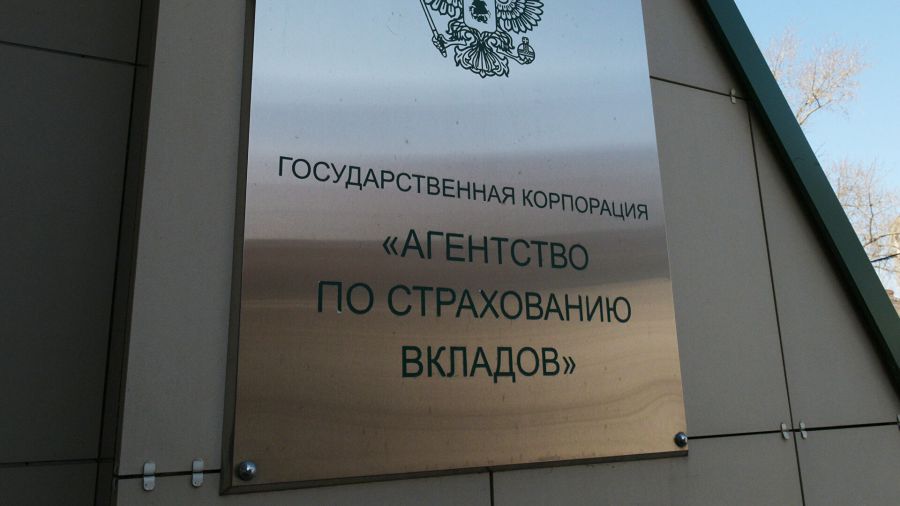 ГОСУДАРСТВЕННАЯ КОРПОРАЦИЯ
«АГЕНТСТВО
ПО СТРАХОВАНИЮ
ВКЛАДОВ»